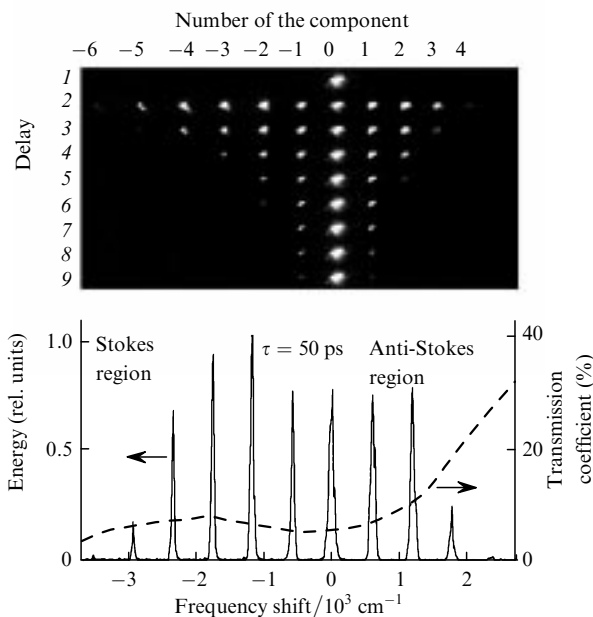 Number of the component
−6 −5 −4 −3 −2 −1 0 1 2 3 4
Delay
1
2
3
4
5
6
7
8
9
Energy (rel. units)
1.0
0.5
0
Stokes
region
τ = 50 ps
Anti-Stokes
region
40
20
0
Transmission
coefficient (%)
−3 −2 −1 0 1 2
Frequency shift/10³ cm⁻¹